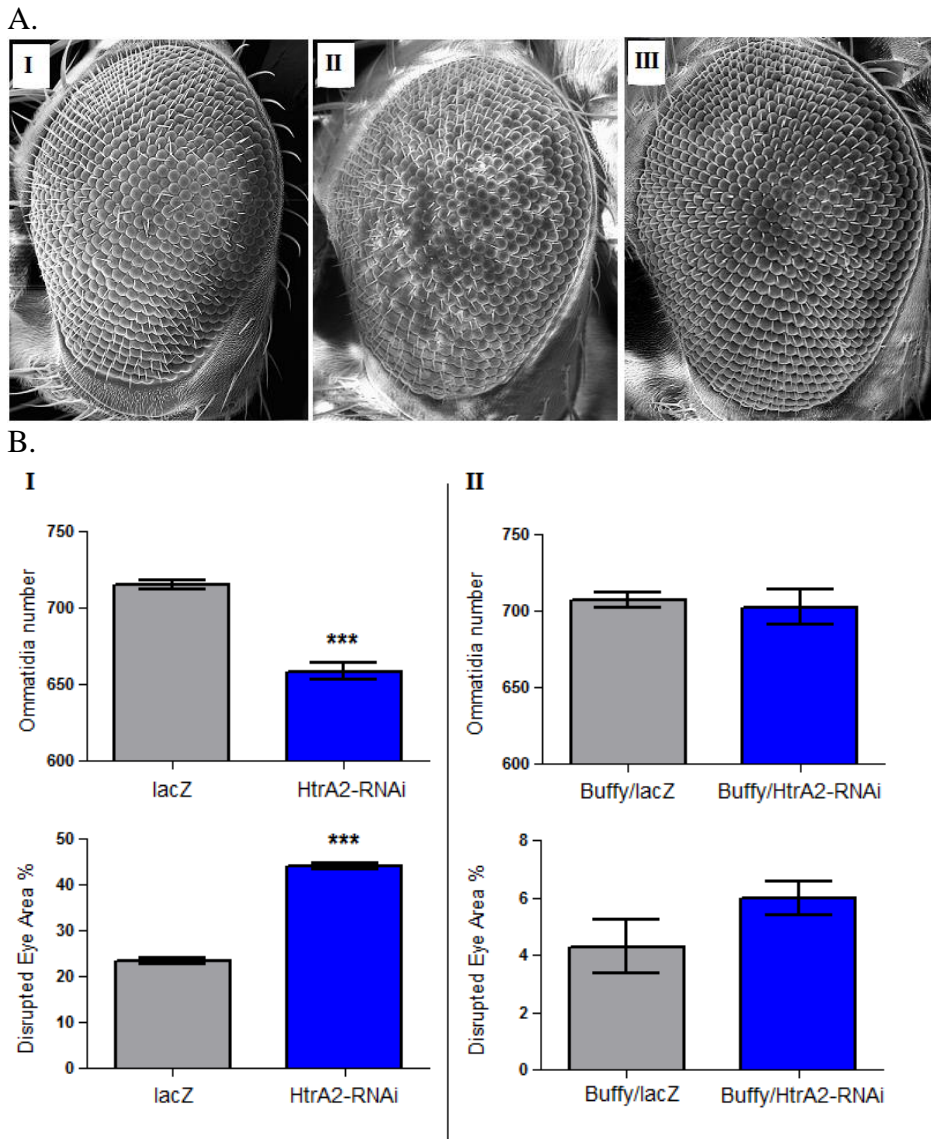 A.
I II III
B.
I II
750
700
650
600
Ommatidia number
***
lacZ HtrA2-RNAi
750
700
650
600
Ommatidia number
Buffy/lacZ Buffy/HtrA2-RNAi
50
40
30
20
10
0
Disrupted Eye Area %
***
lacZ HtrA2-RNAi
8
6
4
2
0
Disrupted Eye Area %
Buffy/lacZ Buffy/HtrA2-RNAi